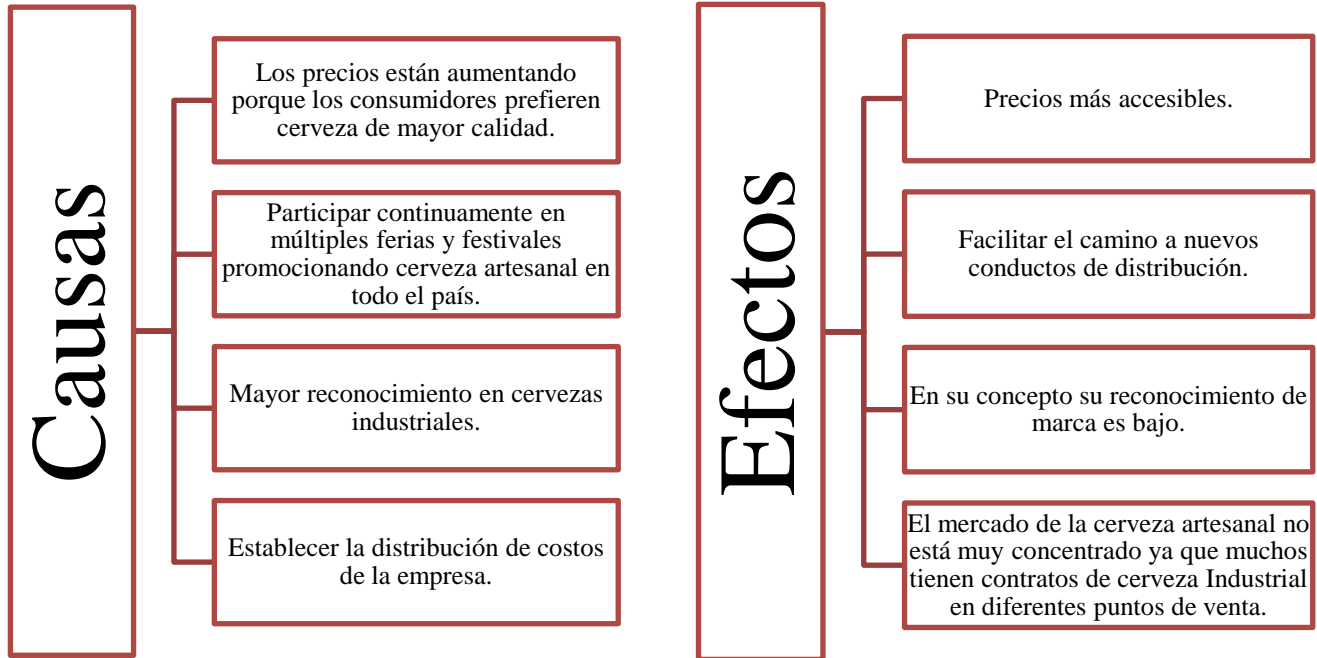 Causas
Los precios están aumentando
porque los consumidores prefieren
cerveza de mayor calidad.
Participar continuamente en
múltiples ferias y festivales
promocionando cerveza artesanal en
todo el país.
Mayor reconocimiento en cervezas
industriales.
Establecer la distribución de costos
de la empresa.
Efectos
Precios más accesibles.
Facilitar el camino a nuevos
conductos de distribución.
En su concepto su reconocimiento de
marca es bajo.
El mercado de la cerveza artesanal no
está muy concentrado ya que muchos
tienen contratos de cerveza Industrial
en diferentes puntos de venta.